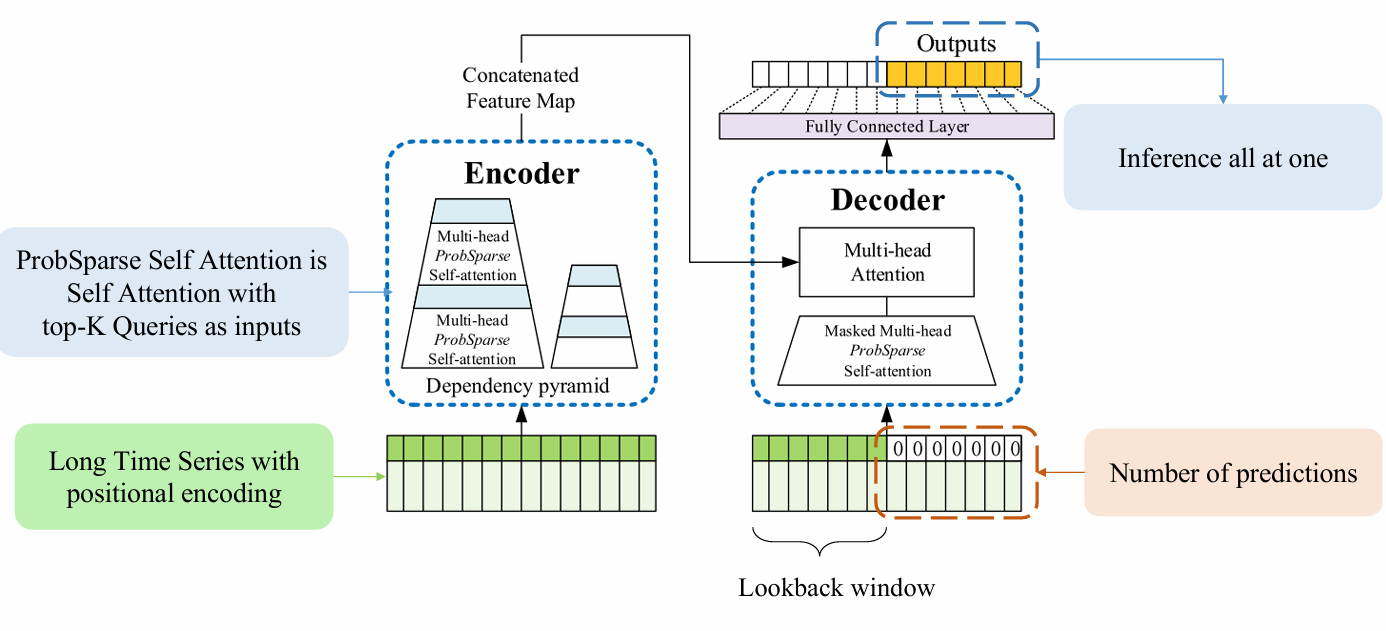 Concatenated
Feature Map
Encoder
Multi-head
ProbSparse
Self-attention
Multi-head
ProbSparse
Self-attention
Dependency pyramid
ProbSparse Self Attention is
Self Attention with
top-K Queries as inputs
Long Time Series with
positional encoding
Outputs
Fully Connected Layer
Inference all at one
Decoder
Multi-head
Attention
Masked Multi-head
ProbSparse
Self-attention
0 0 0 0 0 0 0
Number of predictions
Lookback window